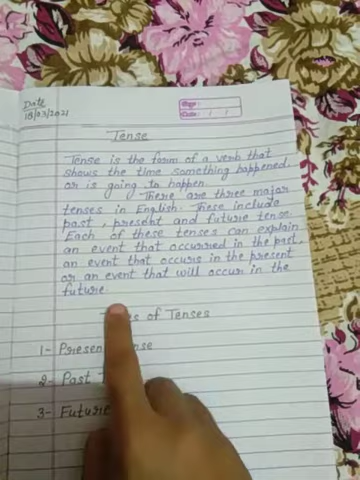 Date
18/03/2021
Page
Date: / /
Tense
Tense is the form of a verb that
shows the time something happened
or is going to happen.
There are three major
tenses in English. These include
past, present and future tense.
Each of these tenses can explain
an event that occurred in the past,
an event that occurs in the present
or an event that will occur in the
future.
of Tenses
1- Present
2- Past
3- Future